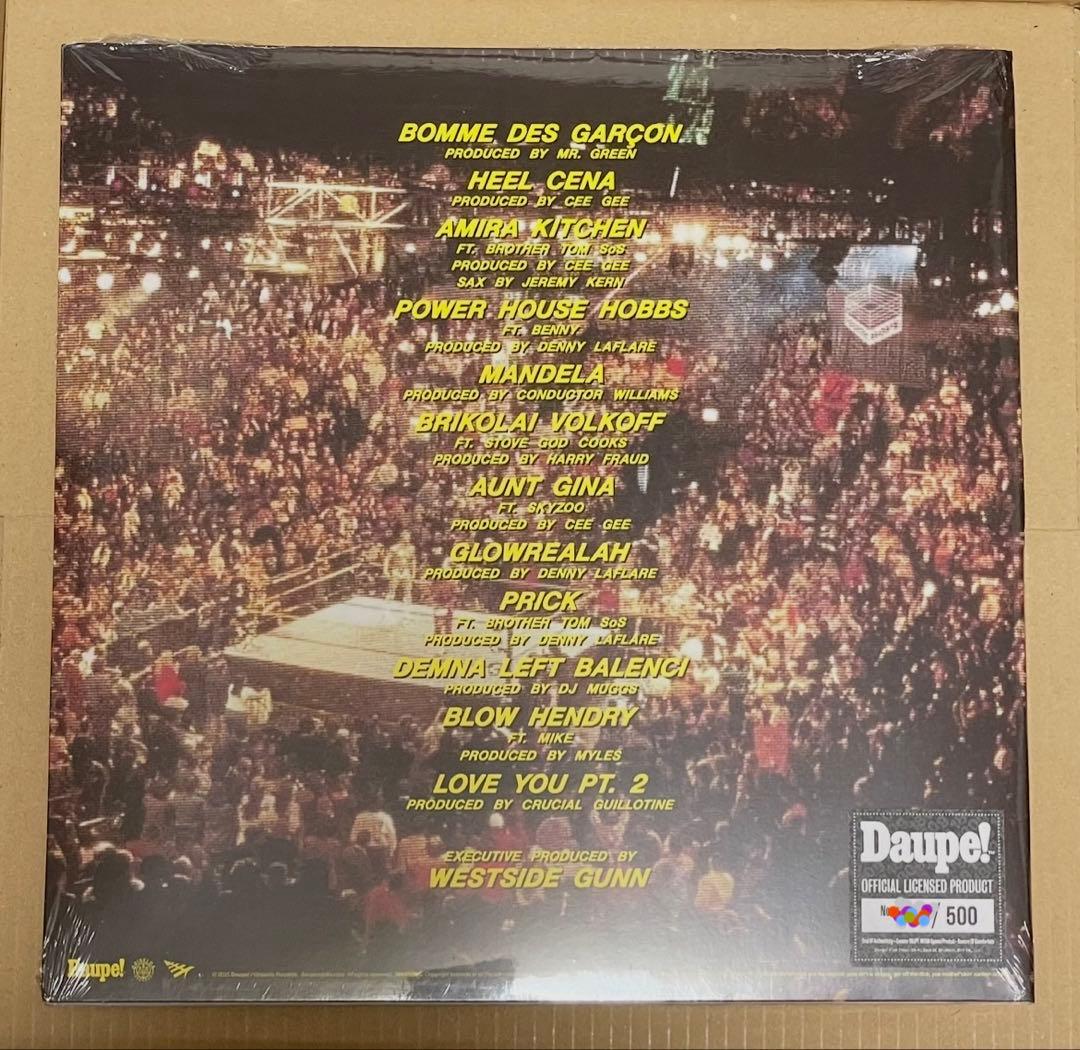 BOMME DES GARÇON
PRODUCED BY MR. GREEN
HEEL CENA
PRODUCED BY CEE GEE
AMIRA KITCHEN
FT. BROTHER TOM SOS
PRODUCED BY CEE GEE
SAX BY JEREMY KERN
POWER HOUSE HOBBS
FT. BENNY
PRODUCED BY DENNY LAFLARE
MANDELA
PRODUCED BY CONDUCTOR WILLIAMS
BRIKOLAI VOLKOFF
FT. STOVE GOD COOKS
PRODUCED BY HARRY FRAUD
AUNT GINA
FT. SKYZOO
PRODUCED BY CEE GEE
GLOWREALAH
PRODUCED BY DENNY LAFLARE
PRICK
FT. BROTHER TOM SOS
PRODUCED BY DENNY LAFLARE
DEMNA LEFT BALENCI
PRODUCED BY DJ MUGGS
BLOW HENDRY
FT. MIKE
PRODUCED BY MYLES
LOVE YOU PT. 2
PRODUCED BY CRUCIAL GUILLOTINE
EXECUTIVE PRODUCED BY
WESTSIDE GUNN
Daupe!
OFFICIAL LICENSED PRODUCT
No / 500
Daupe!